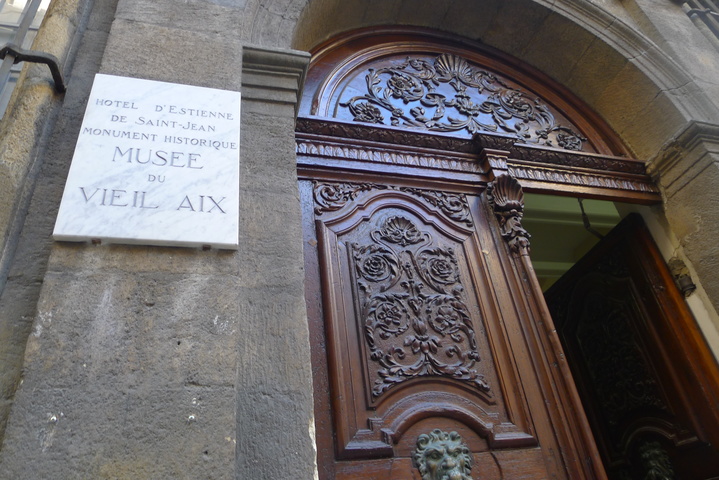 HOTEL D'ESTIENNE
DE SAINT-JEAN
MONUMENT HISTORIQUE
MUSEE
DU
VIEIL AIX